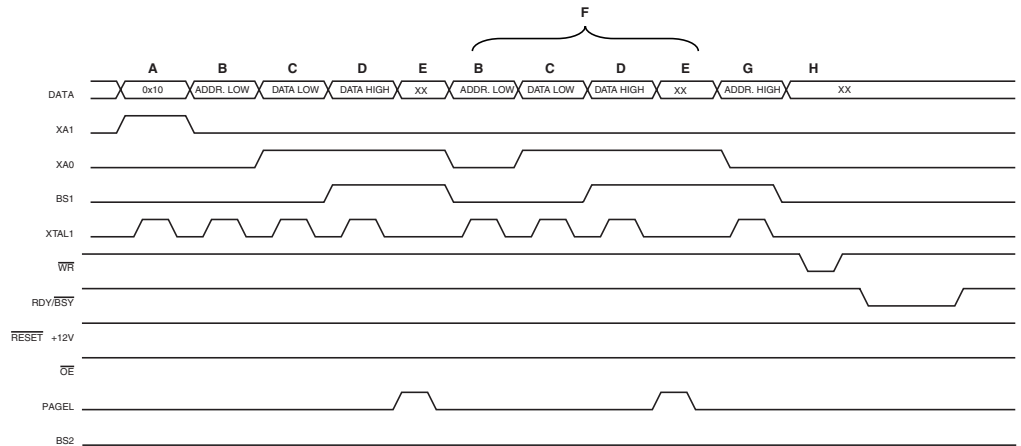 F
A B C D E B C D E G H
DATA 0x10 ADDR. LOW DATA LOW DATA HIGH XX ADDR. LOW DATA LOW DATA HIGH XX ADDR. HIGH XX
XA1
XA0
BS1
XTAL1
WR
RDY/BSY
RESET +12V
OE
PAGEL
BS2